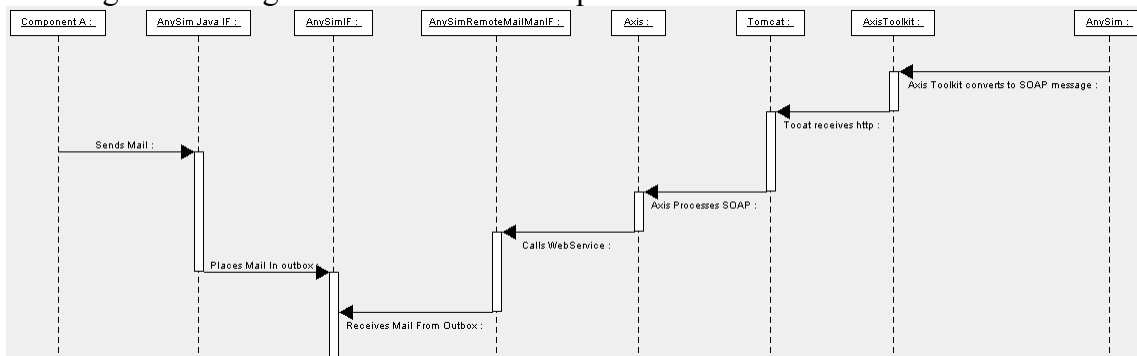 Component A :
AnySim Java IF :
AnySimIF :
AnySimRemoteMailManIF :
Axis :
Tomcat :
AxisToolkit :
AnySim :
Axis Toolkit converts to SOAP message :
Tocat receives http :
Sends Mail :
Axis Processes SOAP :
Calls WebService :
Places Mail In outbox :
Receives Mail From Outbox :